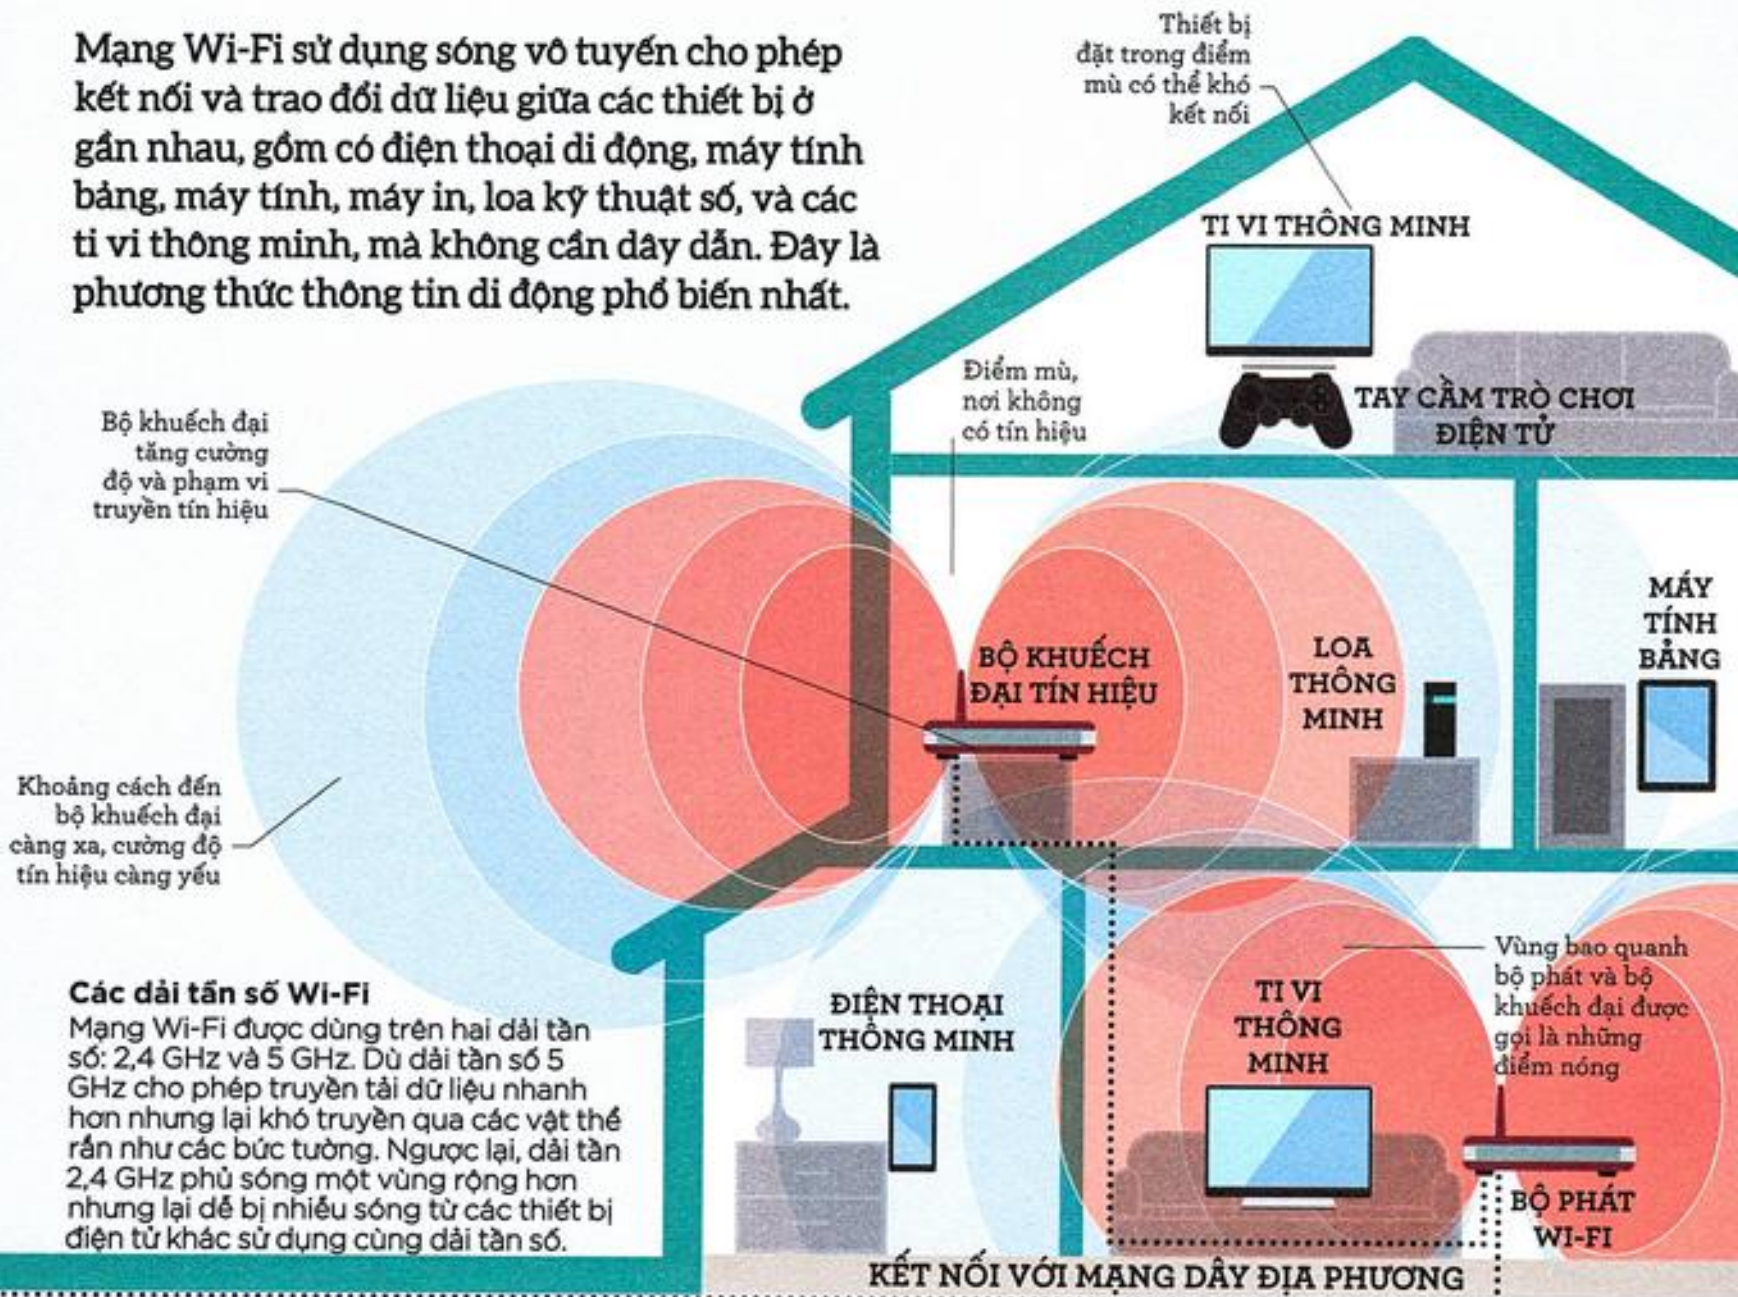 Mạng Wi-Fi sử dụng sóng vô tuyến cho phép
kết nối và trao đổi dữ liệu giữa các thiết bị ở
gần nhau, gồm có điện thoại di động, máy tính
bảng, máy tính, máy in, loa kỹ thuật số, và các
ti vi thông minh, mà không cần dây dẫn. Đây là
phương thức thông tin di động phổ biến nhất.
Thiết bị
đặt trong điểm
mù có thể khó
kết nối
TI VI THÔNG MINH
TAY CẦM TRÒ CHƠI
ĐIỆN TỬ
Điểm mù,
nơi không
có tín hiệu
Bộ khuếch đại
tăng cường
độ và phạm vi
truyền tín hiệu
BỘ KHUẾCH
ĐẠI TÍN HIỆU
LOA
THÔNG
MINH
MÁY
TÍNH
BẢNG
Khoảng cách đến
bộ khuếch đại
càng xa, cường độ
tín hiệu càng yếu
Các dải tần số Wi-Fi
Mạng Wi-Fi được dùng trên hai dải tần
số: 2,4 GHz và 5 GHz. Dù dải tần số 5
GHz cho phép truyền tải dữ liệu nhanh
hơn nhưng lại khó truyền qua các vật thể
rắn như các bức tường. Ngược lại, dải tần
2,4 GHz phủ sóng một vùng rộng hơn
nhưng lại dễ bị nhiễu sóng từ các thiết bị
điện tử khác sử dụng cùng dải tần số.
ĐIỆN THOẠI
THÔNG MINH
TI VI
THÔNG
MINH
Vùng bao quanh
bộ phát và bộ
khuếch đại được
gọi là những
điểm nóng
BỘ PHÁT
WI-FI
KẾT NỐI VỚI MẠNG DÂY ĐỊA PHƯƠNG